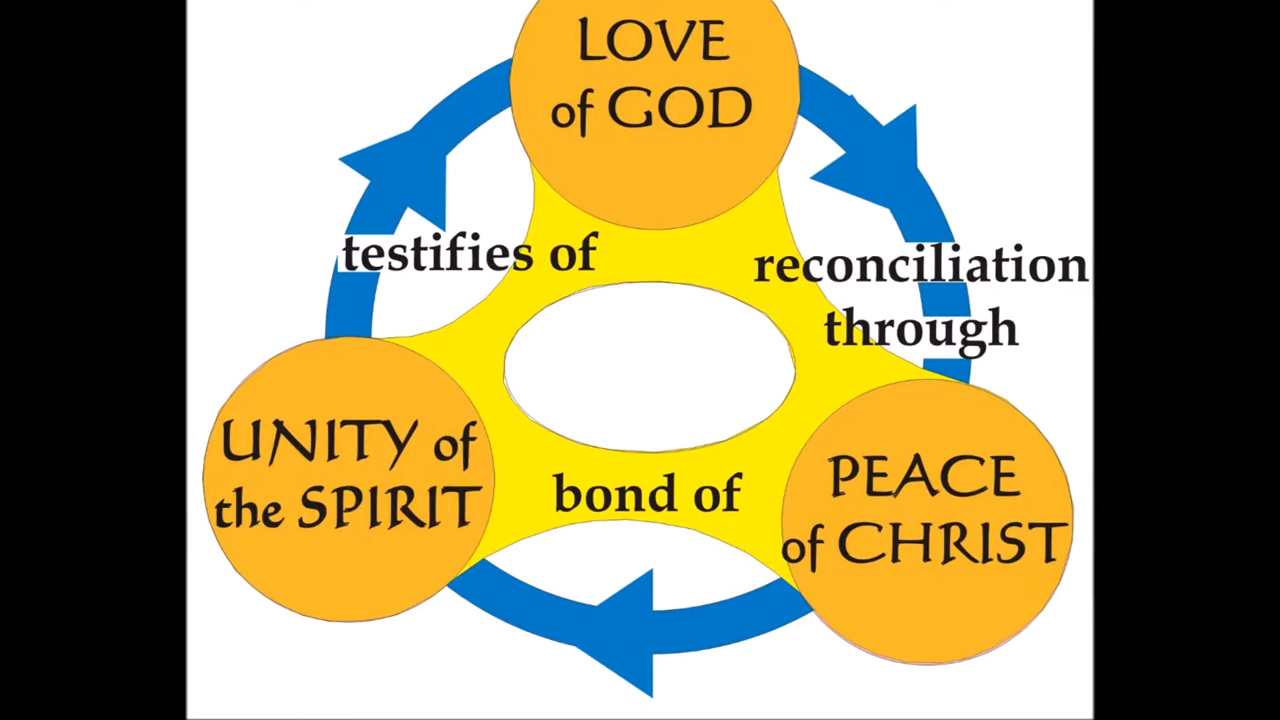 LOVE
of GOD
testifies of
reconciliation
through
UNITY of
the SPIRIT
bond of
PEACE
of CHRIST